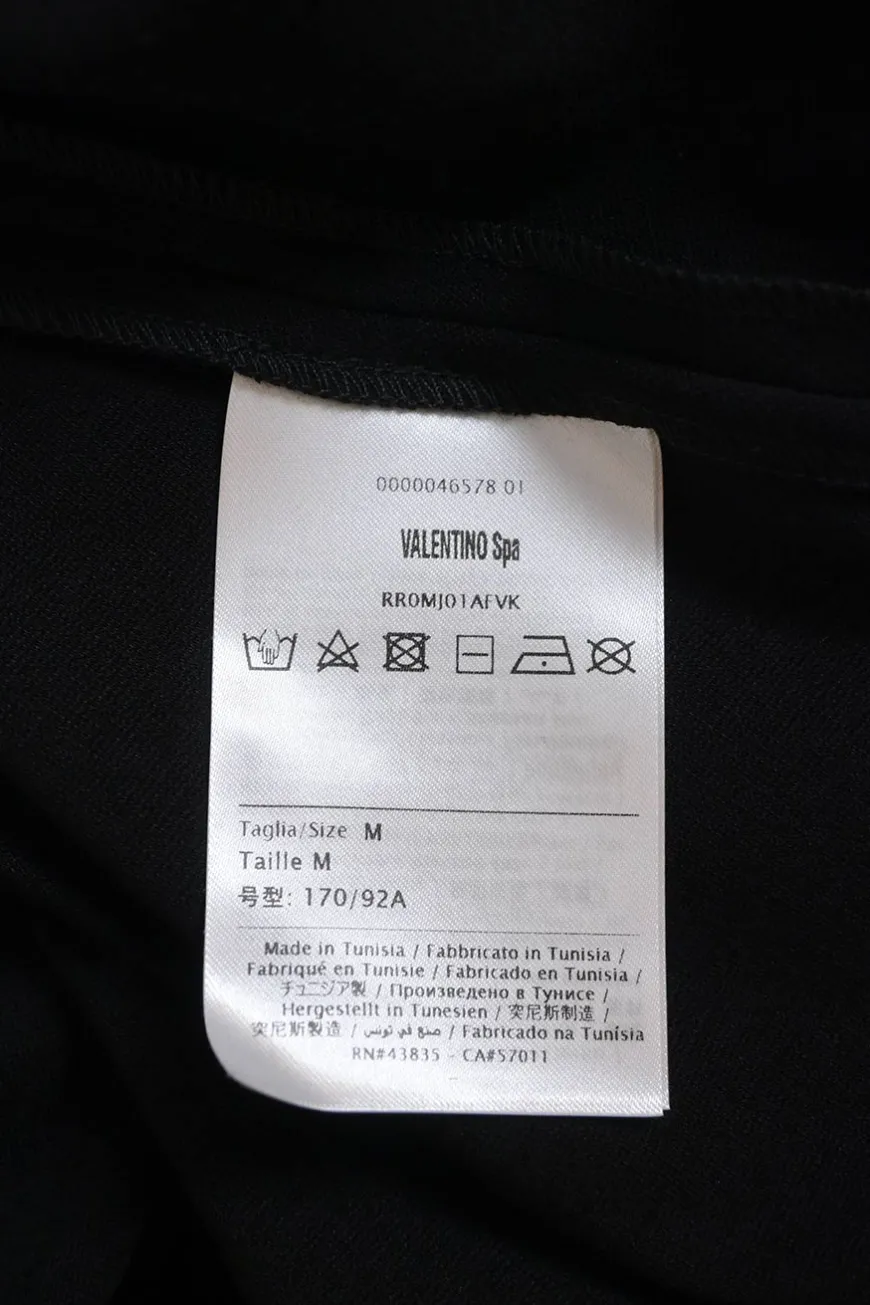 0000046578 01
VALENTINO Spa
RR0MJ01AFVK
Taglia/Size M
Taille M
号型: 170/92A
Made in Tunisia / Fabbricato in Tunisia /
Fabriqué en Tunisie / Fabricado en Tunisia /
チュニジア製 / Произведено в Тунисе /
Hergestellt in Tunesien / 突尼斯制造 /
突尼斯製造 / صنع في تونس / Fabricado na Tunísia
RN#43835 - CA#57011